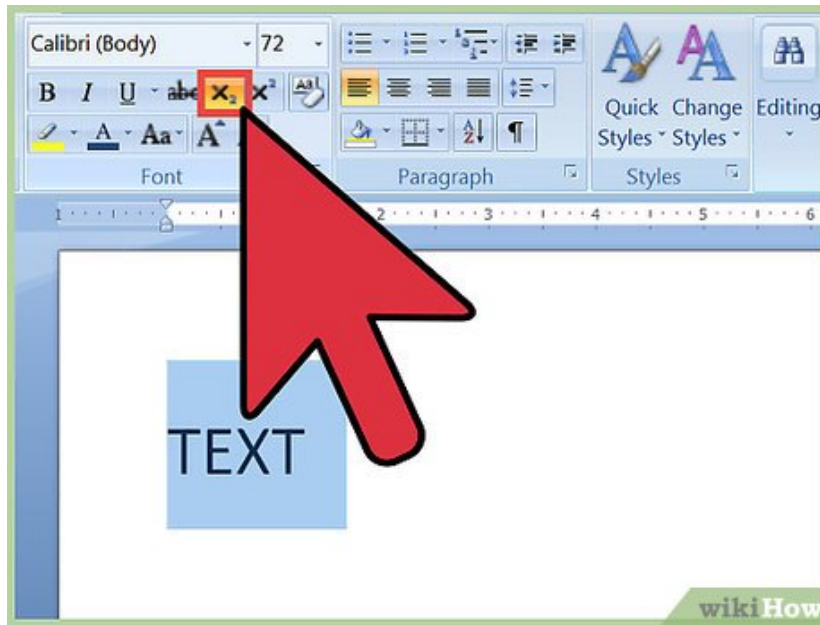 Calibri (Body) 72
B I U abc X₂ X² Aa
A Aa A
Font
Paragraph
Quick Styles
Change Styles
Styles
Editing
1 2 3 4 5 6
TEXT
wikiHow